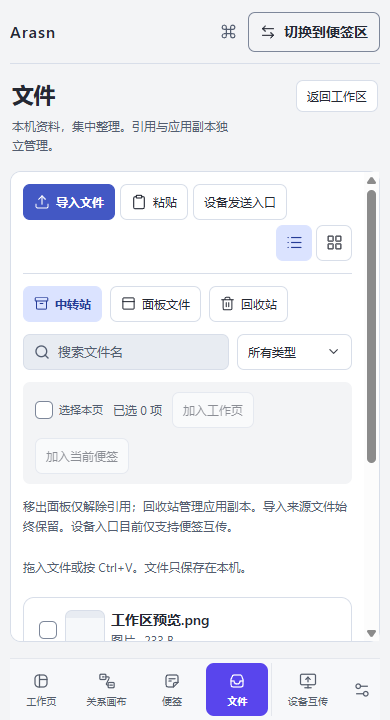 Arasn
切换到便签区
文件
返回工作区
本机资料，集中整理。引用与应用副本独
立管理。
导入文件
粘贴
设备发送入口
中转站
面板文件
回收站
搜索文件名
所有类型
选择本页
已选 0 项
加入工作页
加入当前便签
移出面板仅解除引用；回收站管理应用副本。导入来源文件始
终保留。设备入口目前仅支持便签互传。
拖入文件或按 Ctrl+V。文件只保存在本机。
工作区预览.png
图片 · 233 B
工作页
关系画布
便签
文件
设备互传